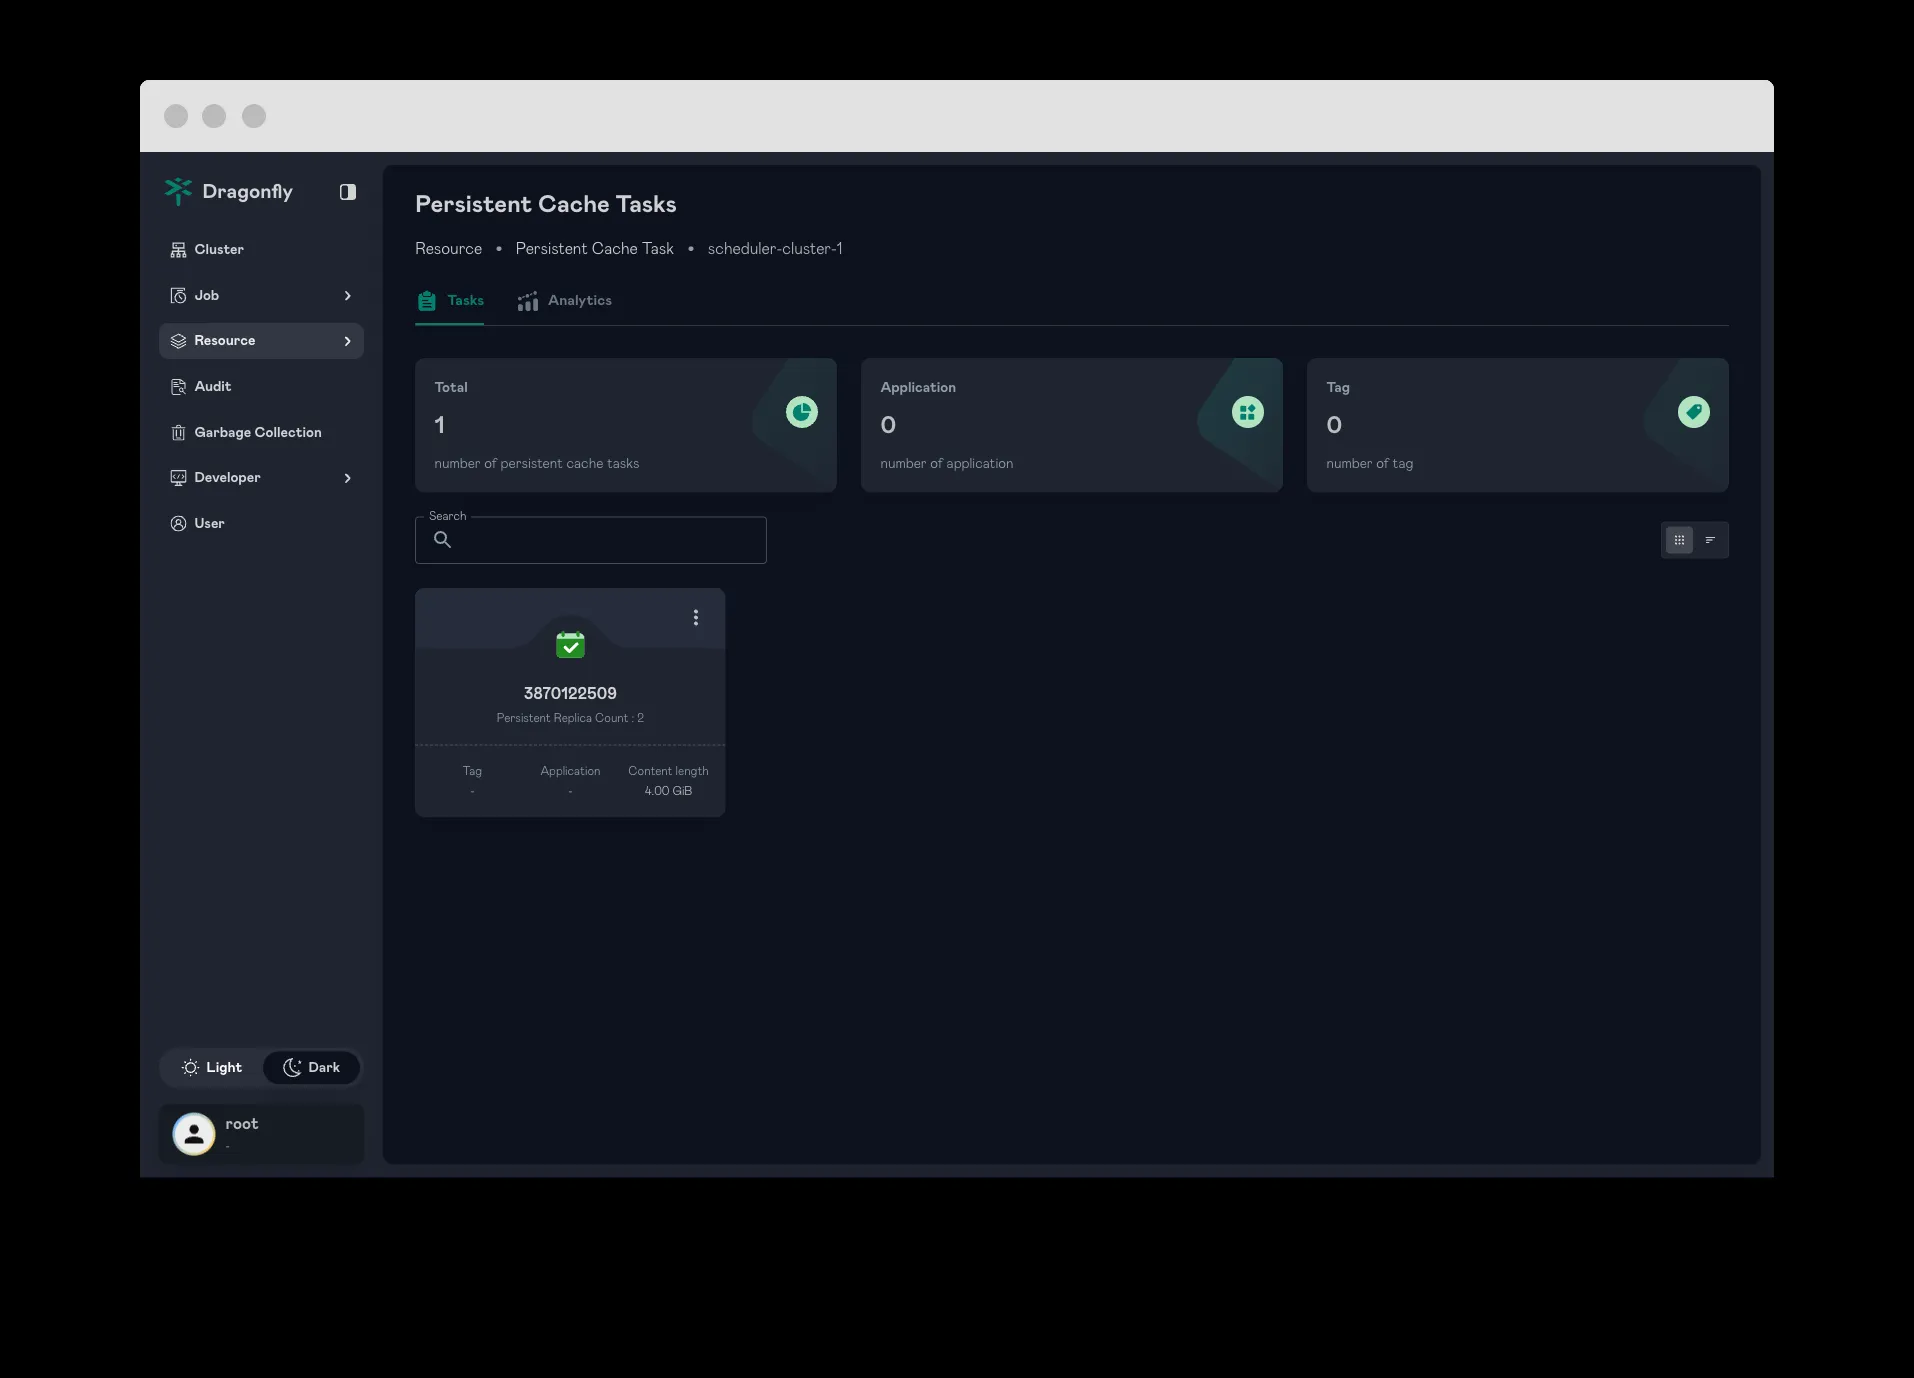 Dragonfly
Cluster
Job
Resource
Audit
Garbage Collection
Developer
User
Light
Dark
root
-
Persistent Cache Tasks
Resource • Persistent Cache Task • scheduler-cluster-1
Tasks
Analytics
Total
1
number of persistent cache tasks
Application
0
number of application
Tag
0
number of tag
Search
3870122509
Persistent Replica Count : 2
Tag Application Content length
- - 4.00 GiB